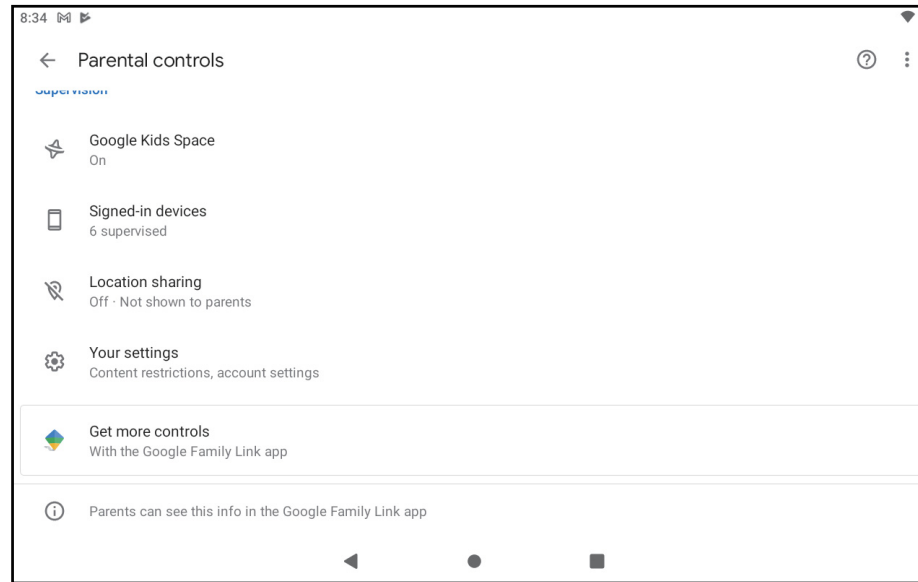 8:34
Parental controls
Supervision
Google Kids Space
On
Signed-in devices
6 supervised
Location sharing
Off · Not shown to parents
Your settings
Content restrictions, account settings
Get more controls
With the Google Family Link app
Parents can see this info in the Google Family Link app